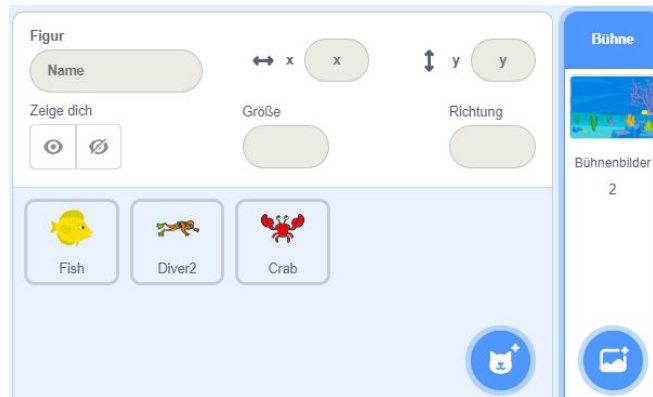 Figur
Name
x x
y y
Zeige dich
Größe
Richtung
Fish
Diver2
Crab
Bühne
Bühnenbilder
2